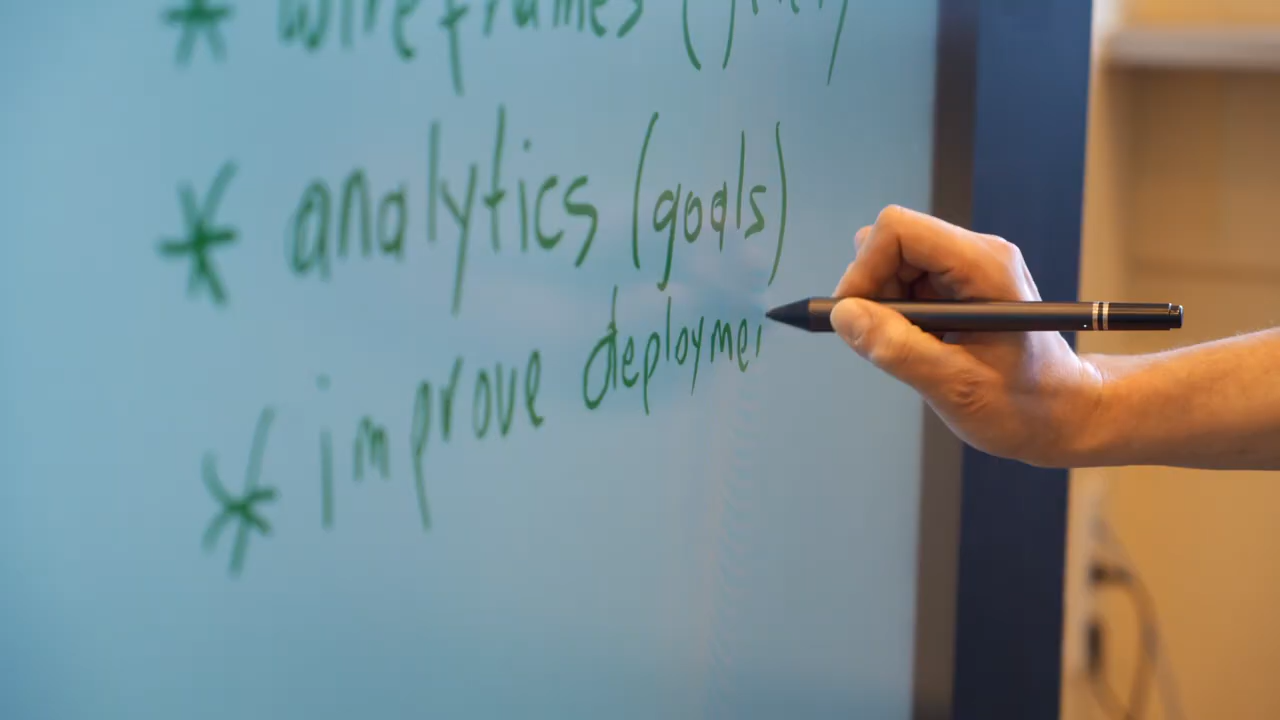 * wireframes
* analytics (goals)
* improve deployme